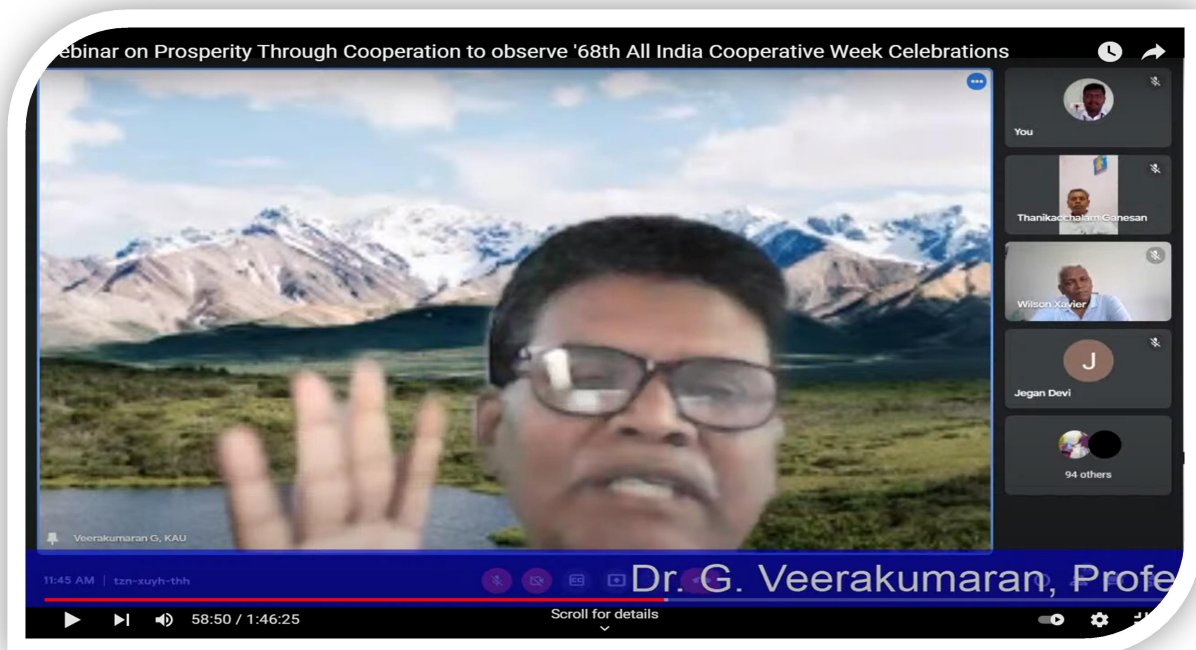 ebinar on Prosperity Through Cooperation to observe '68th All India Cooperative Week Celebrations
You
Thanikacchalam Ganesan
Wilson Xavier
J
Jegan Devi
94 others
Veerakumaran G, KAU
11:45 AM | tzn-xuyh-thh
Dr. G. Veerakumaran, Profe
58:50 / 1:46:25
Scroll for details